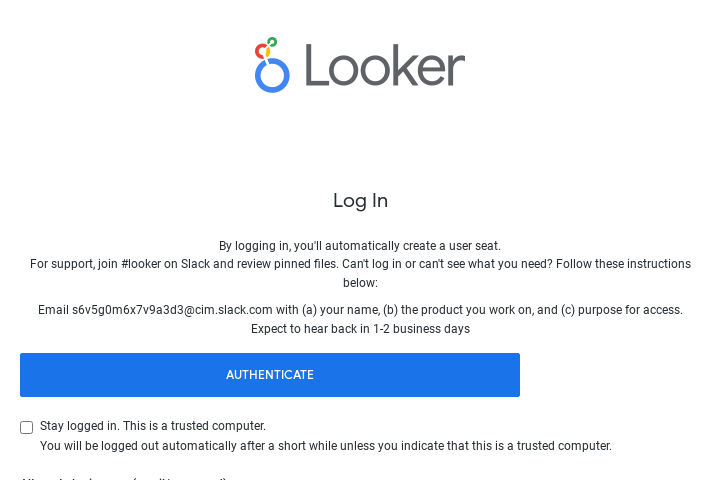 Looker
Log In
By logging in, you'll automatically create a user seat.
For support, join #looker on Slack and review pinned files. Can't log in or can't see what you need? Follow these instructions
below:
Email s6v5g0m6x7v9a3d3@cim.slack.com with (a) your name, (b) the product you work on, and (c) purpose for access.
Expect to hear back in 1-2 business days
AUTHENTICATE
Stay logged in. This is a trusted computer.
You will be logged out automatically after a short while unless you indicate that this is a trusted computer.